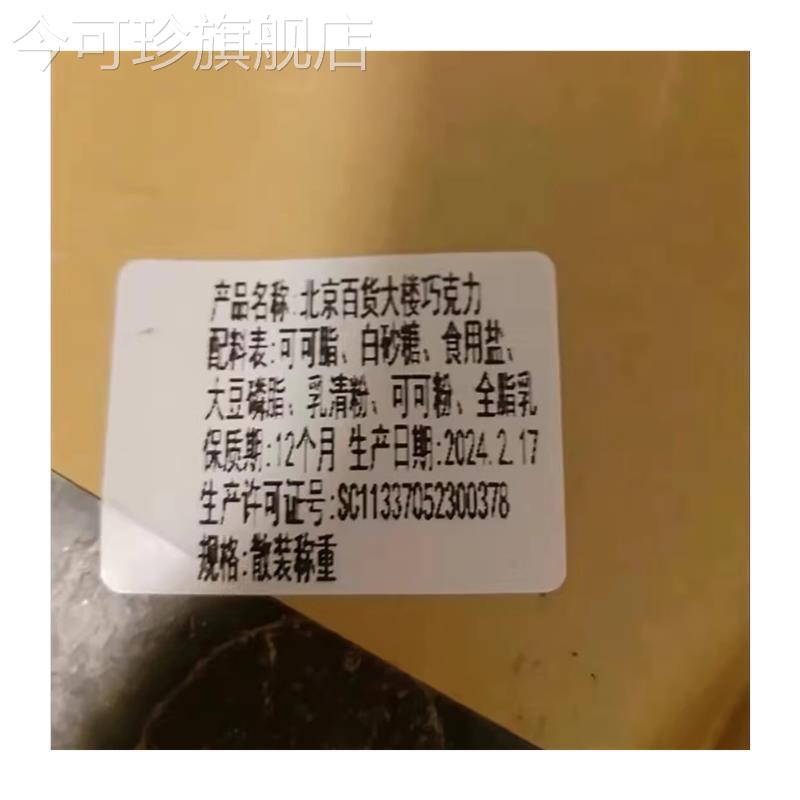 今可珍旗舰店
产品名称:北京百货大楼巧克力
配料麦:可可脂、白砂糖、食用盐、
大豆磷脂、乳清粉、可可粉、全脂乳
保质期:12个月 生产日期:2024.2.17
生产许可证号:SC11337052300378
规格:散装称重